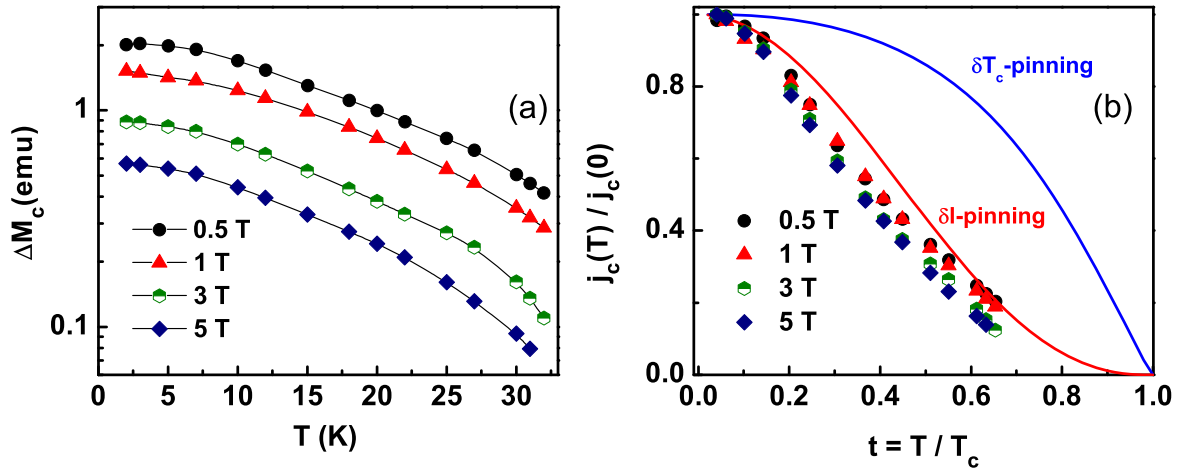 ΔM_c(emu)
1
0.1
(a)
0.5 T
1 T
3 T
5 T
0 5 10 15 20 25 30
T (K)
j_c(T) / j_c(0)
0.8
0.4
0.0
(b)
δT_c-pinning
δl-pinning
0.5 T
1 T
3 T
5 T
0.0 0.2 0.4 0.6 0.8 1.0
t = T / T_c